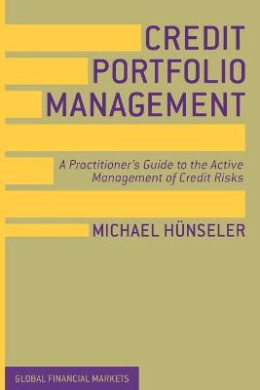 CREDIT
PORTFOLIO
MANAGEMENT
A Practitioner's Guide to the Active
Management of Credit Risks
MICHAEL HÜNSELER
GLOBAL FINANCIAL MARKETS